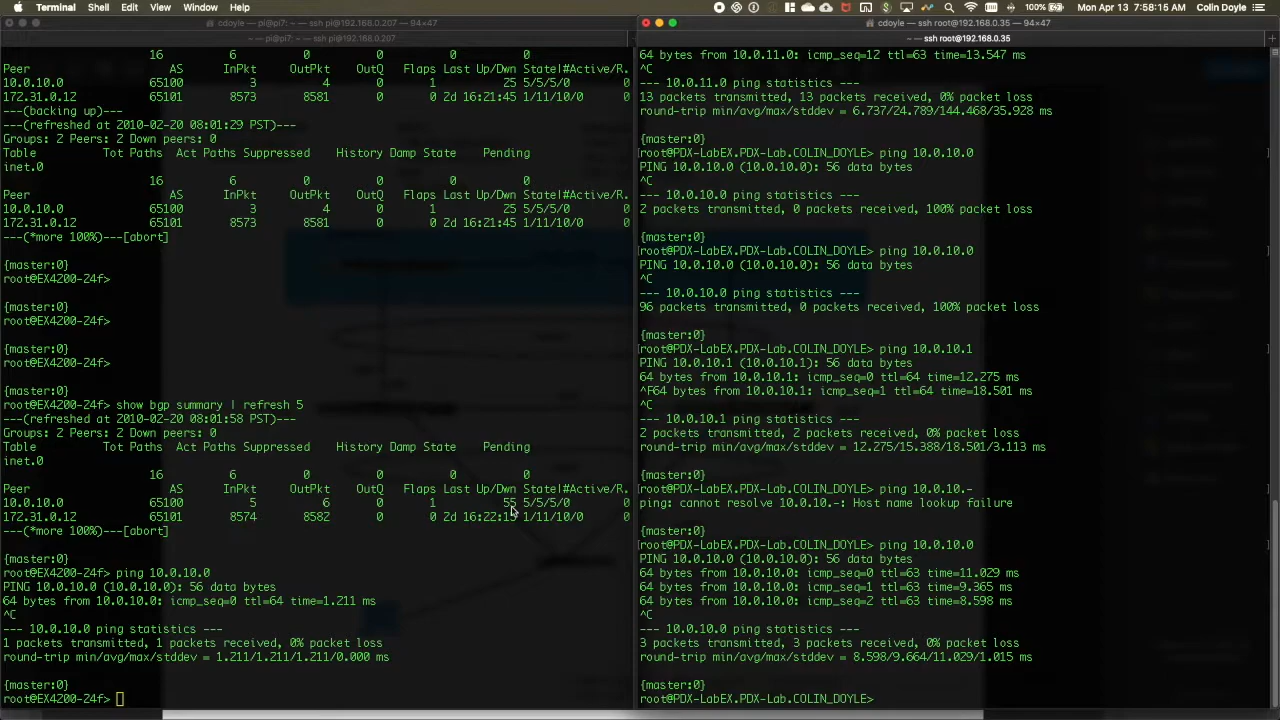 Terminal Shell Edit View Window Help
100% Mon Apr 13 7:58:15 AM Colin Doyle
cdoyle — pi@pi7: ~ — ssh pi@192.168.0.207 — 94×47
— pi@pi7: ~ — ssh pi@192.168.0.207
16 6 0 0 0 0
Peer AS InPkt OutPkt OutQ Flaps Last Up/Dwn State|#Active/R.
10.0.10.0 65100 3 4 0 1 25 5/5/5/0 0
172.31.0.12 65101 8573 8581 0 0 2d 16:21:45 1/11/10/0 0
---(backing up)---
---(refreshed at 2010-02-20 08:01:29 PST)---
Groups: 2 Peers: 2 Down peers: 0
Table Tot Paths Act Paths Suppressed History Damp State Pending
inet.0
16 6 0 0 0 0
Peer AS InPkt OutPkt OutQ Flaps Last Up/Dwn State|#Active/R.
10.0.10.0 65100 3 4 0 1 25 5/5/5/0 0
172.31.0.12 65101 8573 8581 0 0 2d 16:21:45 1/11/10/0 0
---(*more 100%)---[abort]
{master:0}
root@EX4200-24f>
{master:0}
root@EX4200-24f>
{master:0}
root@EX4200-24f>
{master:0}
root@EX4200-24f> show bgp summary | refresh 5
---(refreshed at 2010-02-20 08:01:58 PST)---
Groups: 2 Peers: 2 Down peers: 0
Table Tot Paths Act Paths Suppressed History Damp State Pending
inet.0
16 6 0 0 0 0
Peer AS InPkt OutPkt OutQ Flaps Last Up/Dwn State|#Active/R.
10.0.10.0 65100 5 6 0 1 55 5/5/5/0 0
172.31.0.12 65101 8574 8582 0 0 2d 16:22:15 1/11/10/0 0
---(*more 100%)---[abort]
{master:0}
root@EX4200-24f> ping 10.0.10.0
PING 10.0.10.0 (10.0.10.0): 56 data bytes
64 bytes from 10.0.10.0: icmp_seq=0 ttl=64 time=1.211 ms
^C
--- 10.0.10.0 ping statistics ---
1 packets transmitted, 1 packets received, 0% packet loss
round-trip min/avg/max/stddev = 1.211/1.211/1.211/0.000 ms
{master:0}
root@EX4200-24f>
cdoyle — ssh root@192.168.0.35 — 94×47
~ — ssh root@192.168.0.35
64 bytes from 10.0.11.0: icmp_seq=12 ttl=63 time=13.547 ms
^C
--- 10.0.11.0 ping statistics ---
13 packets transmitted, 13 packets received, 0% packet loss
round-trip min/avg/max/stddev = 6.737/24.789/144.468/35.928 ms
{master:0}
root@PDX-LabEX.PDX-Lab.COLIN_DOYLE> ping 10.0.10.0
PING 10.0.10.0 (10.0.10.0): 56 data bytes
^C
--- 10.0.10.0 ping statistics ---
2 packets transmitted, 0 packets received, 100% packet loss
{master:0}
root@PDX-LabEX.PDX-Lab.COLIN_DOYLE> ping 10.0.10.0
PING 10.0.10.0 (10.0.10.0): 56 data bytes
^C
--- 10.0.10.0 ping statistics ---
96 packets transmitted, 0 packets received, 100% packet loss
{master:0}
root@PDX-LabEX.PDX-Lab.COLIN_DOYLE> ping 10.0.10.1
PING 10.0.10.1 (10.0.10.1): 56 data bytes
64 bytes from 10.0.10.1: icmp_seq=0 ttl=64 time=12.275 ms
^F64 bytes from 10.0.10.1: icmp_seq=1 ttl=64 time=18.501 ms
^C
--- 10.0.10.1 ping statistics ---
2 packets transmitted, 2 packets received, 0% packet loss
round-trip min/avg/max/stddev = 12.275/15.388/18.501/3.113 ms
{master:0}
root@PDX-LabEX.PDX-Lab.COLIN_DOYLE> ping 10.0.10.-
ping: cannot resolve 10.0.10.-: Host name lookup failure
{master:0}
root@PDX-LabEX.PDX-Lab.COLIN_DOYLE> ping 10.0.10.0
PING 10.0.10.0 (10.0.10.0): 56 data bytes
64 bytes from 10.0.10.0: icmp_seq=0 ttl=63 time=11.029 ms
64 bytes from 10.0.10.0: icmp_seq=1 ttl=63 time=9.365 ms
64 bytes from 10.0.10.0: icmp_seq=2 ttl=63 time=8.598 ms
^C
--- 10.0.10.0 ping statistics ---
3 packets transmitted, 3 packets received, 0% packet loss
round-trip min/avg/max/stddev = 8.598/9.664/11.029/1.015 ms
{master:0}
root@PDX-LabEX.PDX-Lab.COLIN_DOYLE>